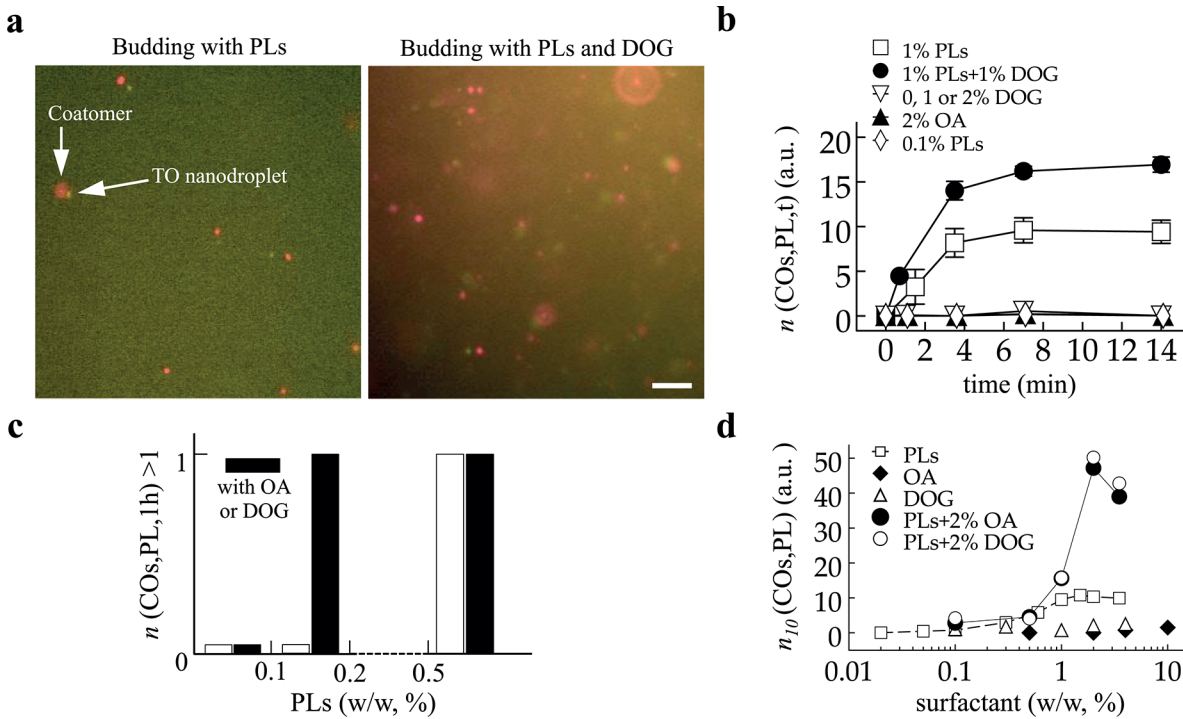 a
Budding with PLs
Budding with PLs and DOG
Coatomer
TO nanodroplet
b
1% PLs
1% PLs+1% DOG
0, 1 or 2% DOG
2% OA
0.1% PLs
n (COs,PL,t) (a.u. )
20
15
10
5
0
0 2 4 6 8 10 12 14
time (min)
c
n (COs,PL,1h) >1
1
with OA
or DOG
0
0.1 0.2 0.5
PLs (w/w, %)
d
n10 (COs,PL) (a.u.)
PLs
OA
DOG
PLs+2% OA
PLs+2% DOG
50
40
30
20
10
0
0.01 0.1 1 10
surfactant (w/w, %)